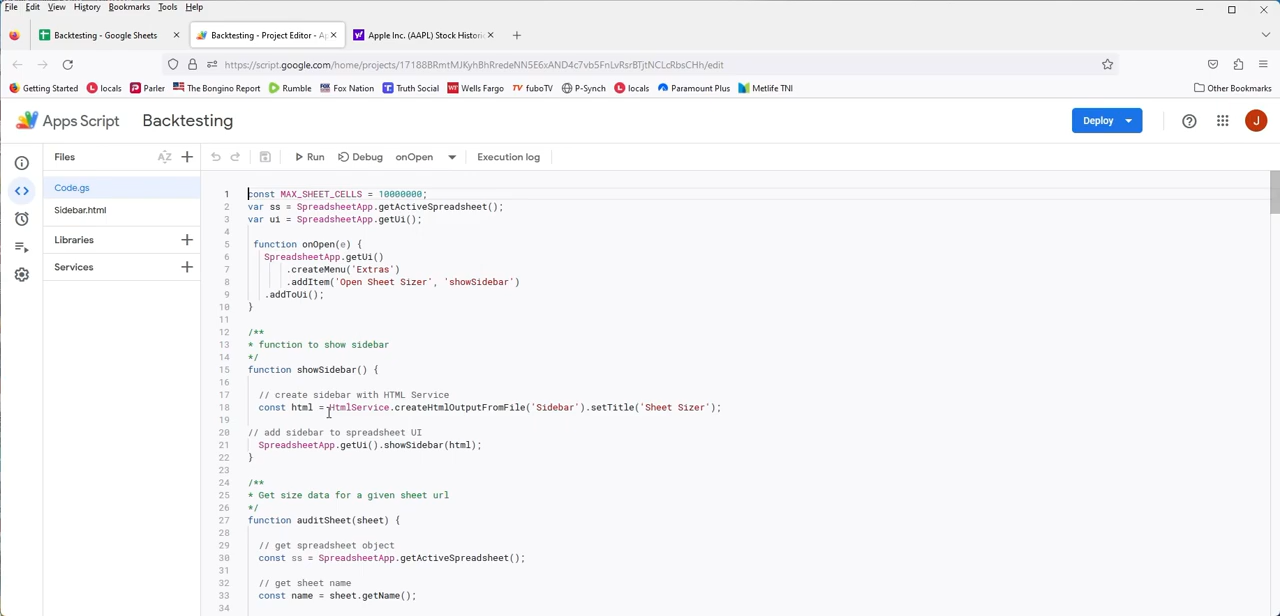 File Edit View History Bookmarks Tools Help
Backtesting - Google Sheets Backtesting - Project Editor - Ap Apple Inc. (AAPL) Stock Historic
https://script.google.com/home/projects/17188BRmtMJKyhBhRredeNN5E6xAND4c7vb5FnLvRsrBTjtNCLcRbsCHh/edit
Getting Started locals Parler The Bongino Report Rumble Fox Nation Truth Social Wells Fargo fuboTV P-Synch locals Paramount Plus Metlife TNI Other Bookmarks
Apps Script Backtesting Deploy J
Files AZ Run Debug onOpen Execution log
Code.gs
Sidebar.html
Libraries
Services
1 const MAX_SHEET_CELLS = 10000000;
2 var ss = SpreadsheetApp.getActiveSpreadsheet();
3 var ui = SpreadsheetApp.getUi();
4
5 function onOpen(e) {
6 SpreadsheetApp.getUi()
7 .createMenu('Extras')
8 .addItem('Open Sheet Sizer', 'showSidebar')
9 .addToUi();
10 }
11
12 /**
13 * function to show sidebar
14 */
15 function showSidebar() {
16
17 // create sidebar with HTML Service
18 const html = HtmlService.createHtmlOutputFromFile('Sidebar').setTitle('Sheet Sizer');
19
20 // add sidebar to spreadsheet UI
21 SpreadsheetApp.getUi().showSidebar(html);
22 }
23
24 /**
25 * Get size data for a given sheet url
26 */
27 function auditSheet(sheet) {
28
29 // get spreadsheet object
30 const ss = SpreadsheetApp.getActiveSpreadsheet();
31
32 // get sheet name
33 const name = sheet.getName();
34